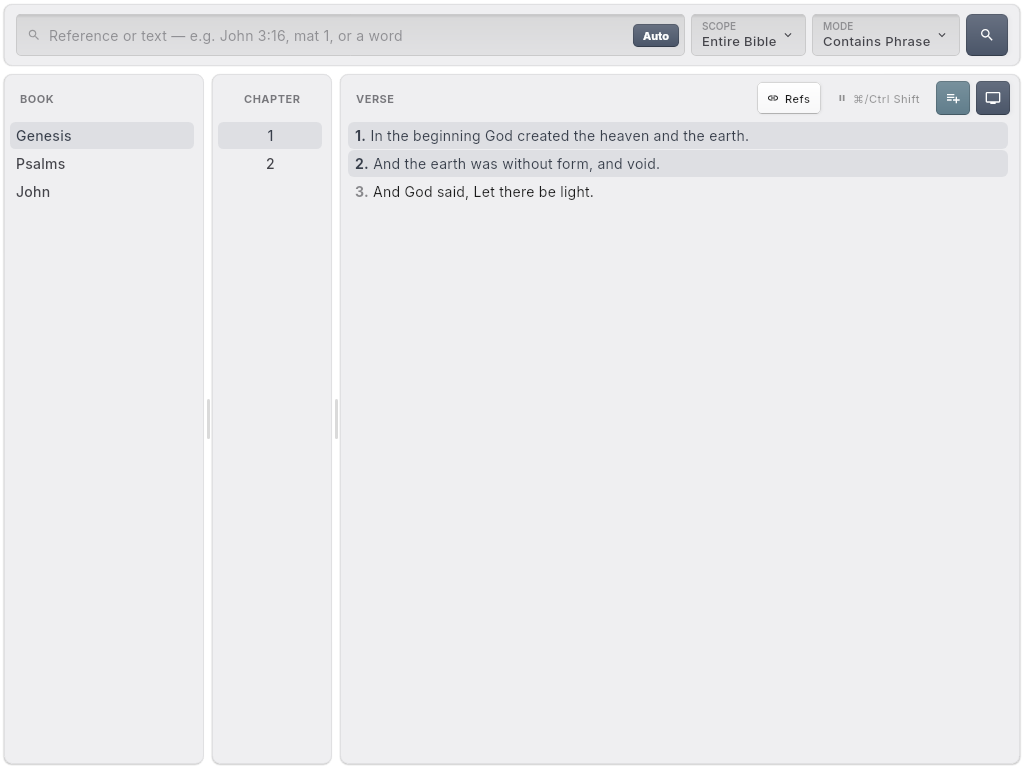 Reference or text — e.g. John 3:16, mat 1, or a word
Auto
SCOPE
Entire Bible
MODE
Contains Phrase
BOOK
Genesis
Psalms
John
CHAPTER
1
2
VERSE
Refs
⌘/Ctrl Shift
1. In the beginning God created the heaven and the earth.
2. And the earth was without form, and void.
3. And God said, Let there be light.